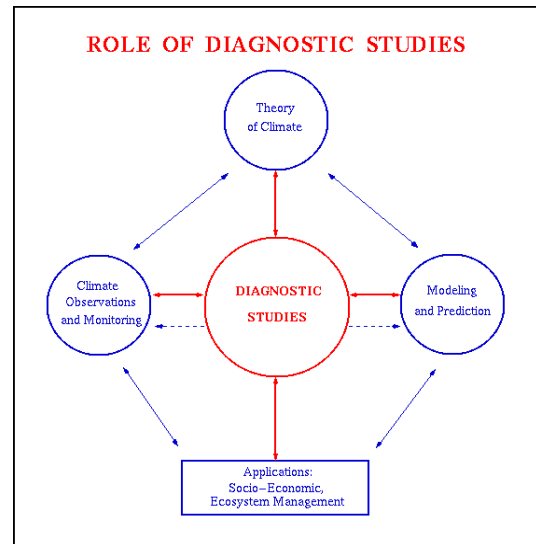 ROLE OF DIAGNOSTIC STUDIES
Theory
of Climate
Climate
Observations
and Monitoring
DIAGNOSTIC
STUDIES
Modeling
and Prediction
Applications:
Socio-Economic,
Ecosystem Management